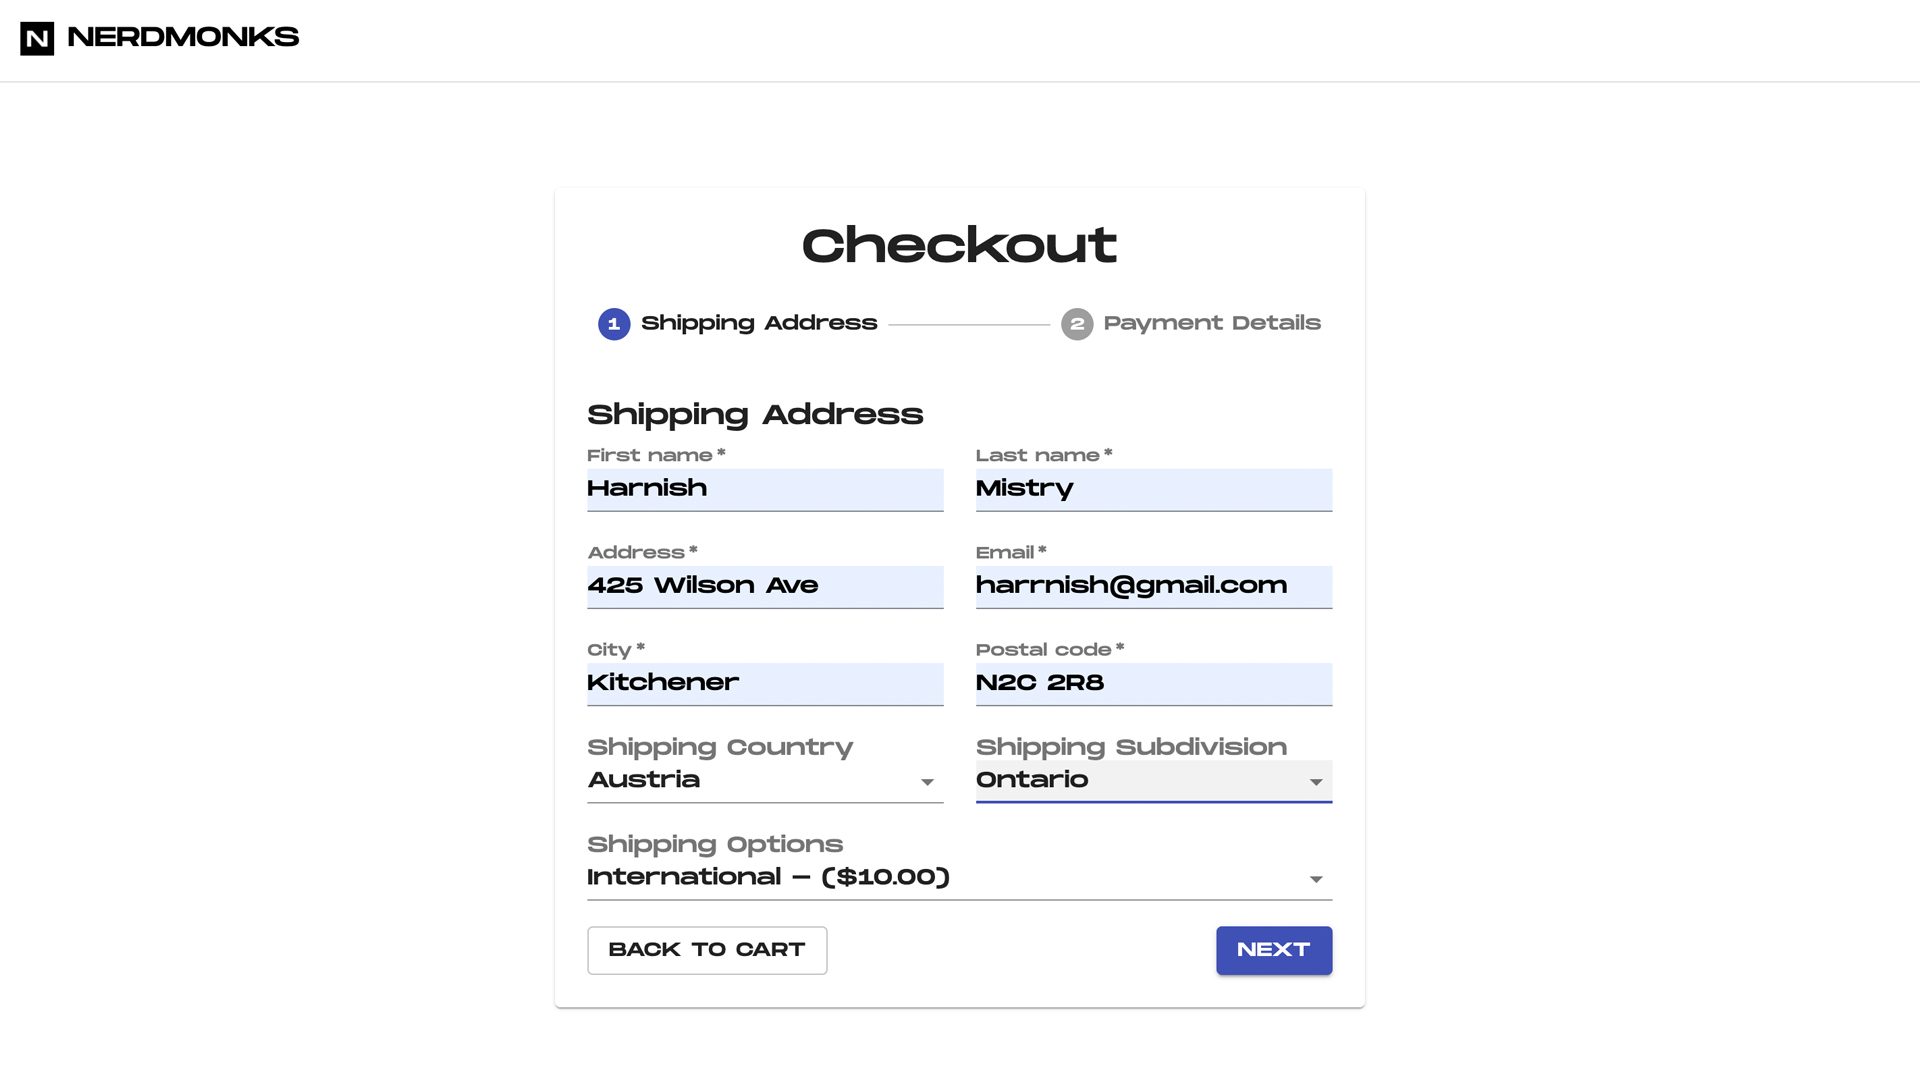 N NERDMONKS
Checkout
1 Shipping Address 2 Payment Details
Shipping Address
First name * Last name *
Harnish Mistry
Address * Email *
425 Wilson Ave harrnish@gmail.com
City * Postal code *
Kitchener N2C 2R8
Shipping Country Shipping Subdivision
Austria Ontario
Shipping Options
International – ($10.00)
BACK TO CART NEXT